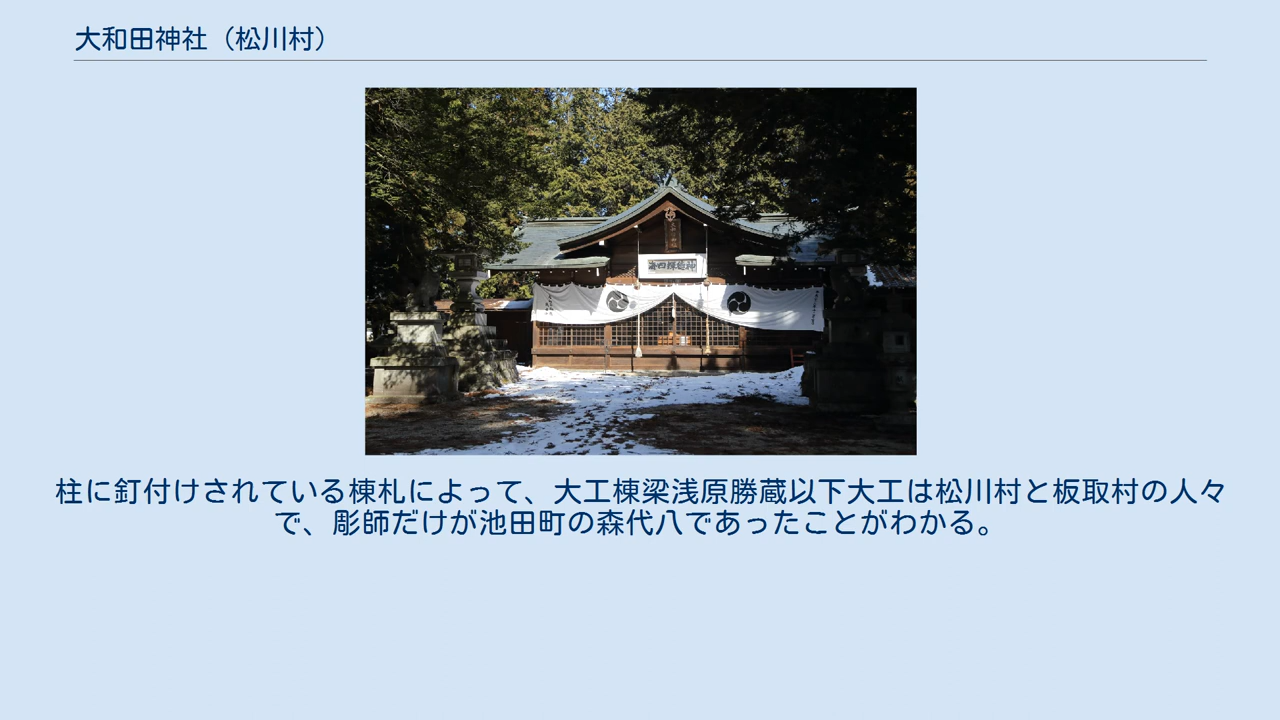 大和田神社（松川村）
柱に釘付けされている棟札によって、大工棟梁浅原勝蔵以下大工は松川村と板取村の人々
で、彫師だけが池田町の森代八であったことがわかる。